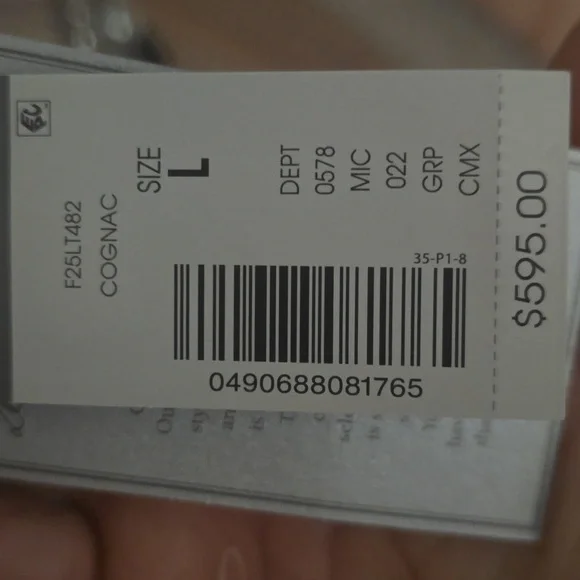 F25LT482
COGNAC
SIZE
L
DEPT
0578
MIC
022
GRP
CMX
35-P1-8
0490688081765
$595.00